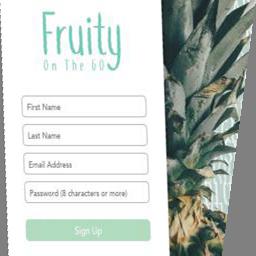 Fruity
On The GO
First Name
Last Name
Email Address
Password (8 characters or more)
Sign Up